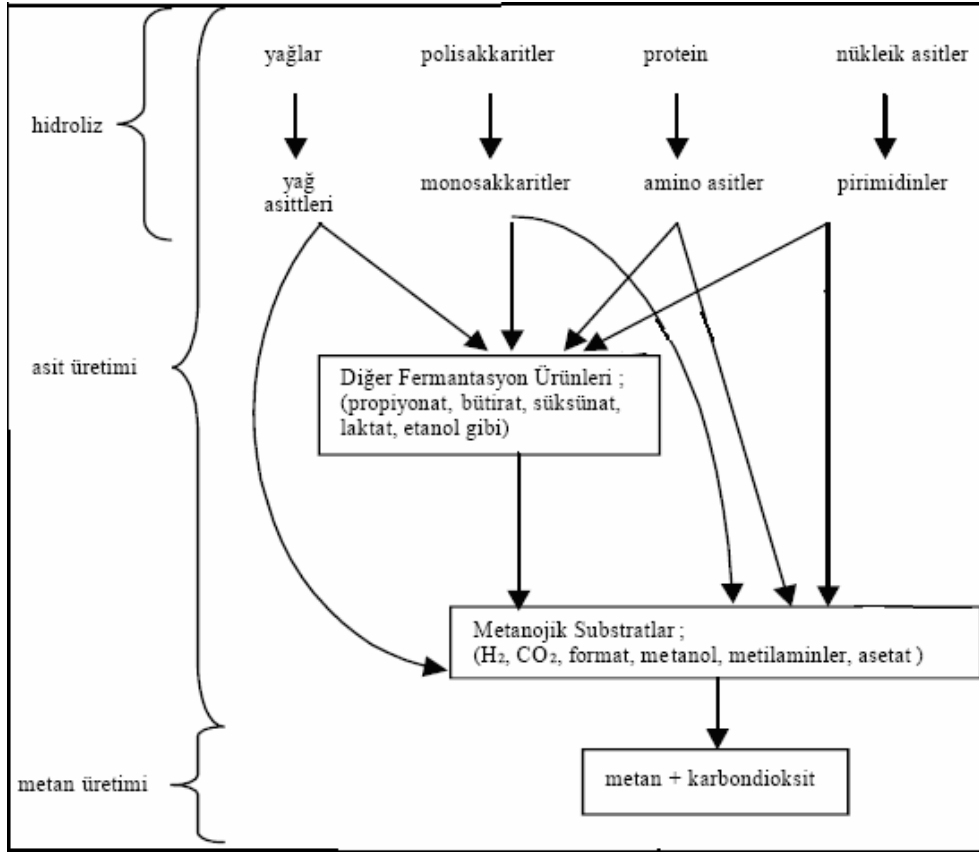 yağlar
polisakkaritler
protein
nükleik asitler
hidroliz
yağ
asittleri
monosakkaritler
amino asitler
pirimidinler
asit üretimi
Diğer Fermantasyon Ürünleri ;
(propiyonat, bütirat, süksünat,
laktat, etanol gibi)
Metanojik Substratlar ;
(H₂, CO₂, format, metanol, metilaminler, asetat )
metan üretimi
metan + karbondioksit